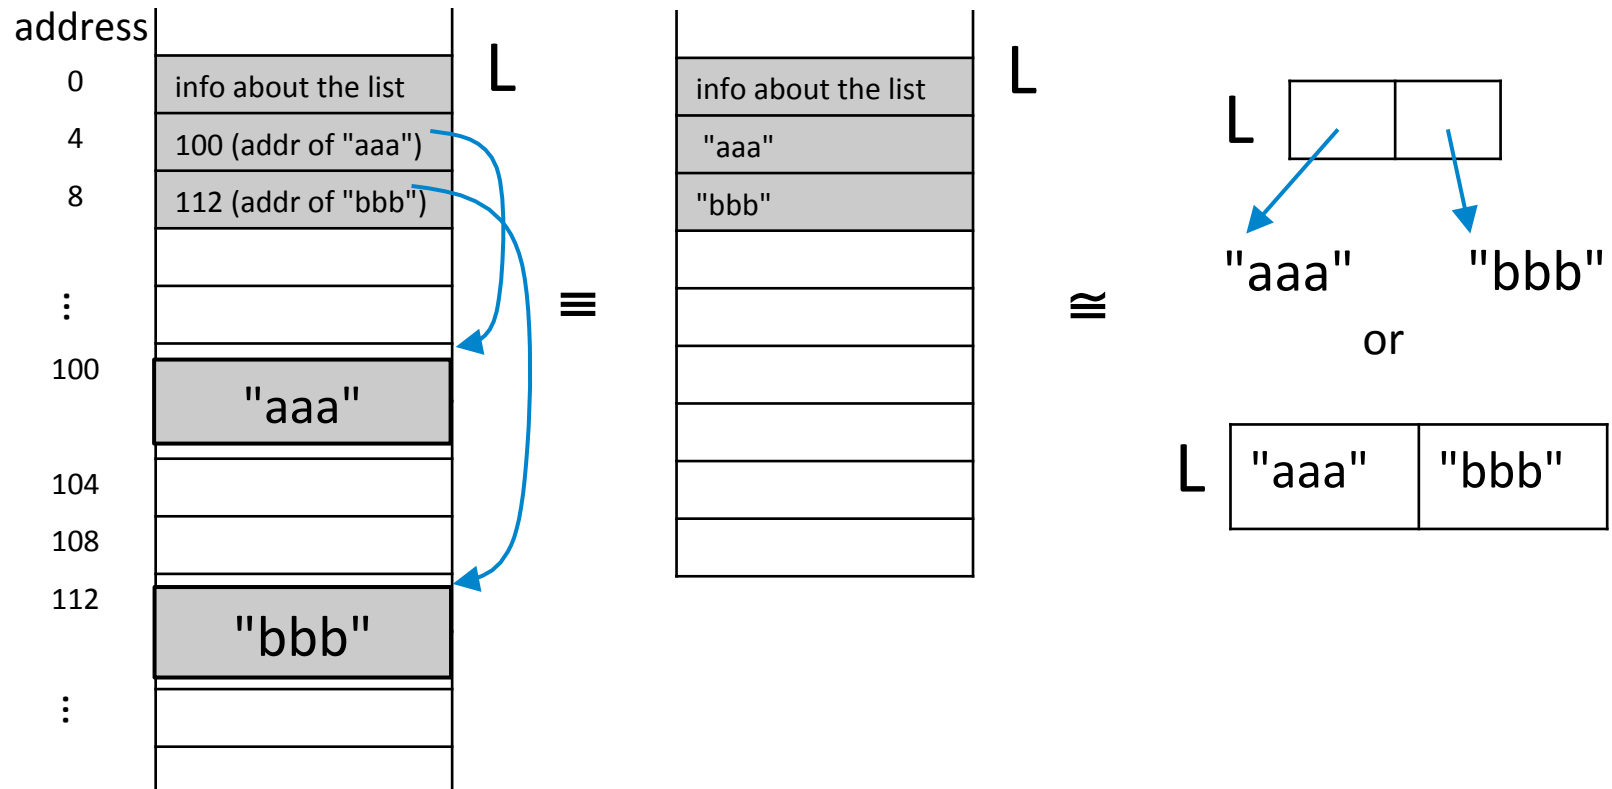 address
0
info about the list
L
4
100 (addr of "aaa")
8
112 (addr of "bbb")
...
100
"aaa"
104
108
112
"bbb"
...
≡
L
info about the list
"aaa"
"bbb"
≅
L
"aaa" "bbb"
or
L "aaa" "bbb"